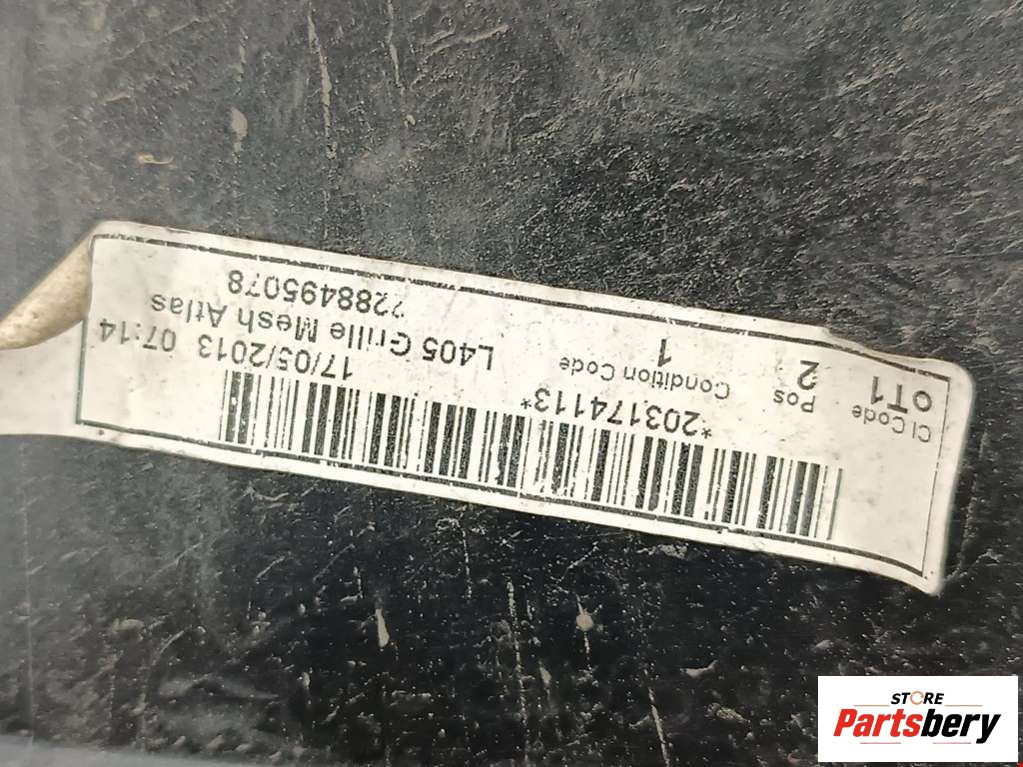 *203174113*
17/05/2013 07:14
CI Code
OT1
Pos
2
Condition Code
1
L405 Grille Mesh Atlas
STORE
Partsbery